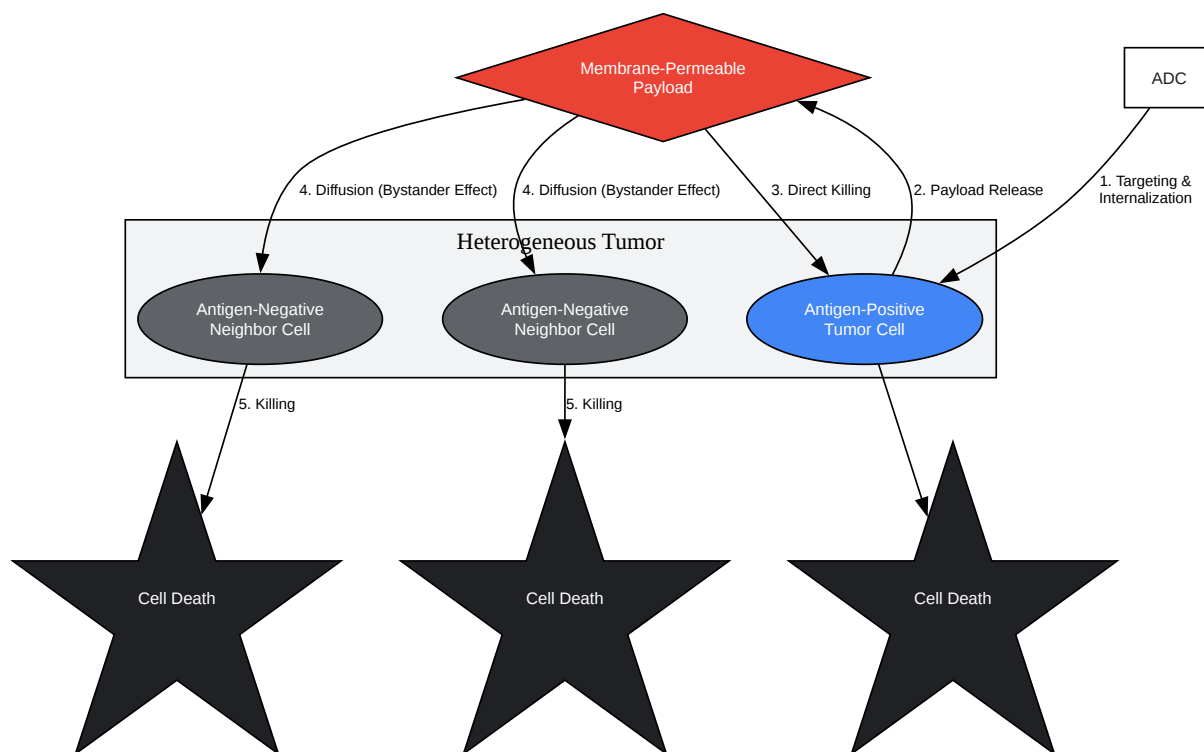 Membrane-Permeable
Payload
ADC
4. Diffusion (Bystander Effect)
4. Diffusion (Bystander Effect)
3. Direct Killing
2. Payload Release
1. Targeting &
Internalization
Heterogeneous Tumor
Antigen-Negative
Neighbor Cell
Antigen-Negative
Neighbor Cell
Antigen-Positive
Tumor Cell
5. Killing
5. Killing
Cell Death
Cell Death
Cell Death